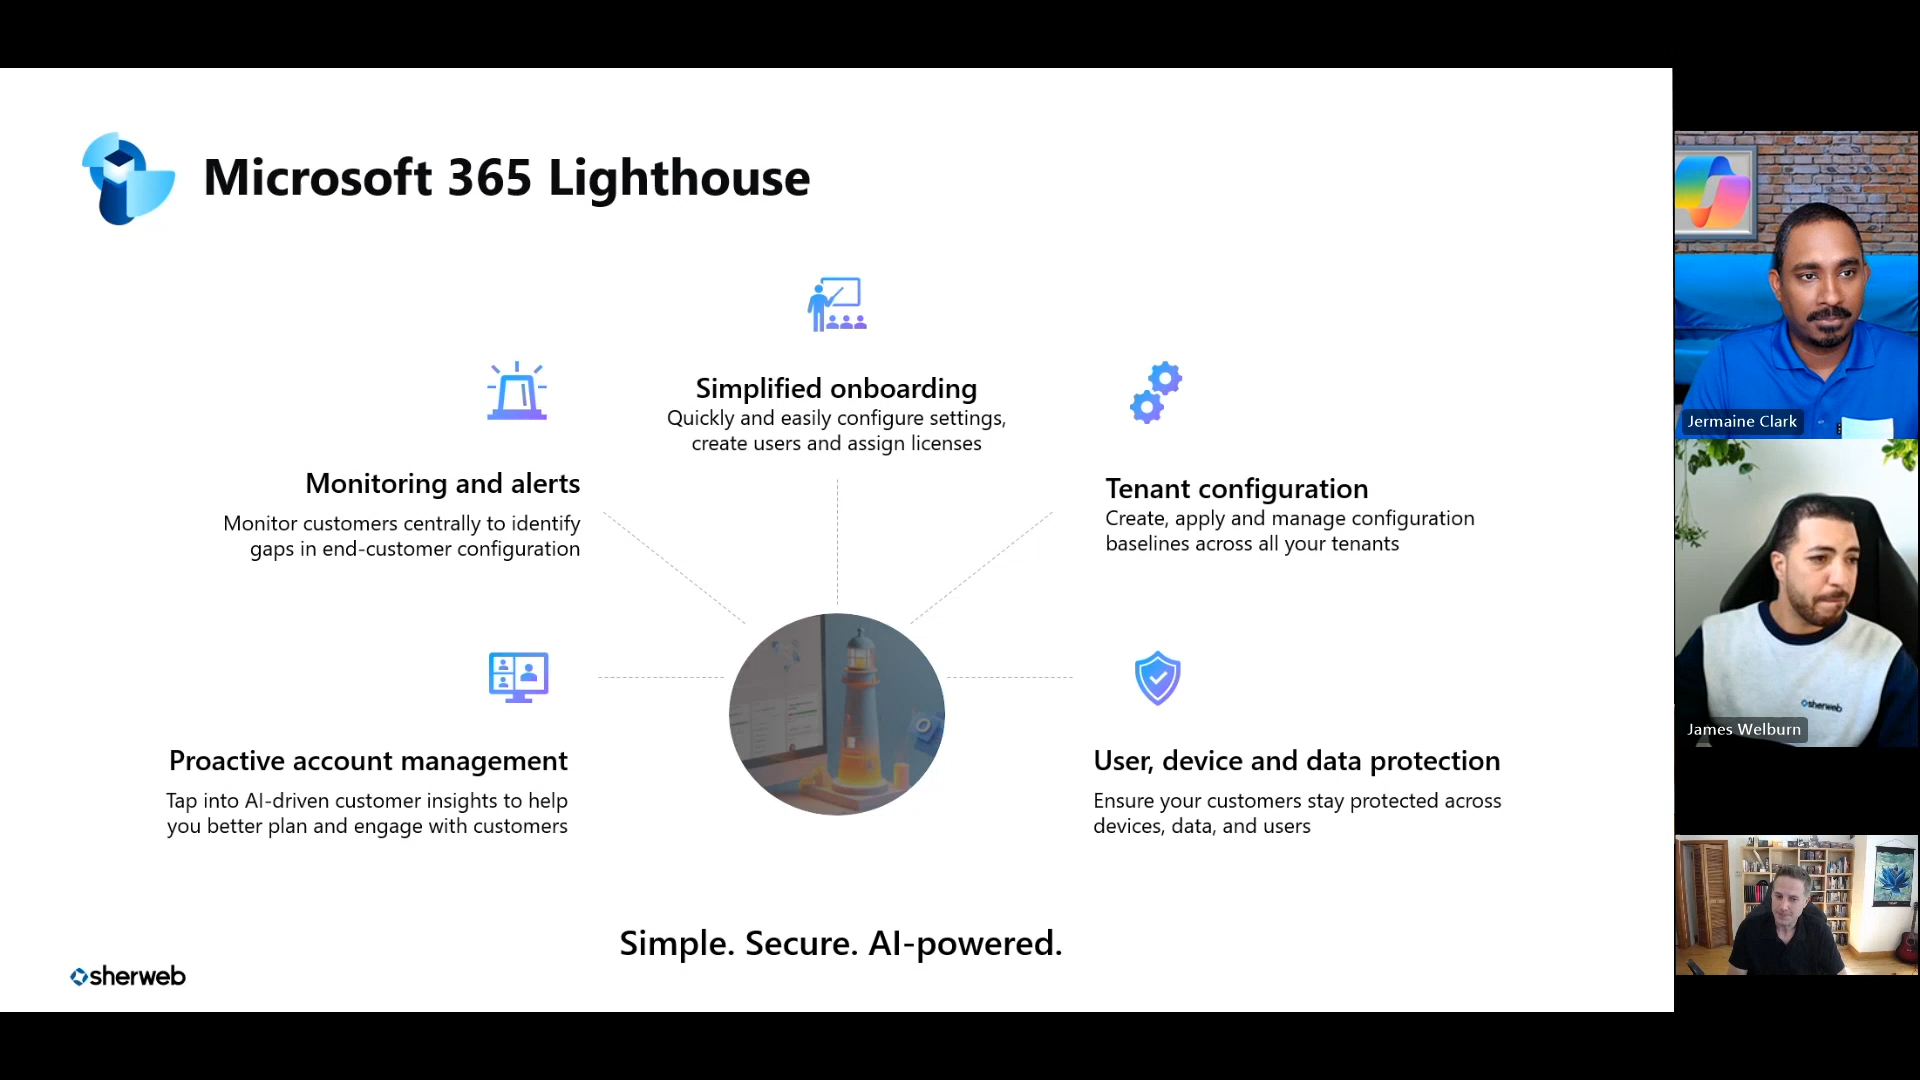 Microsoft 365 Lighthouse
Simplified onboarding
Quickly and easily configure settings,
create users and assign licenses
Monitoring and alerts
Monitor customers centrally to identify
gaps in end-customer configuration
Tenant configuration
Create, apply and manage configuration
baselines across all your tenants
Proactive account management
Tap into AI-driven customer insights to help
you better plan and engage with customers
User, device and data protection
Ensure your customers stay protected across
devices, data, and users
Simple. Secure. AI-powered.
sherweb
Jermaine Clark
sherweb
James Welburn